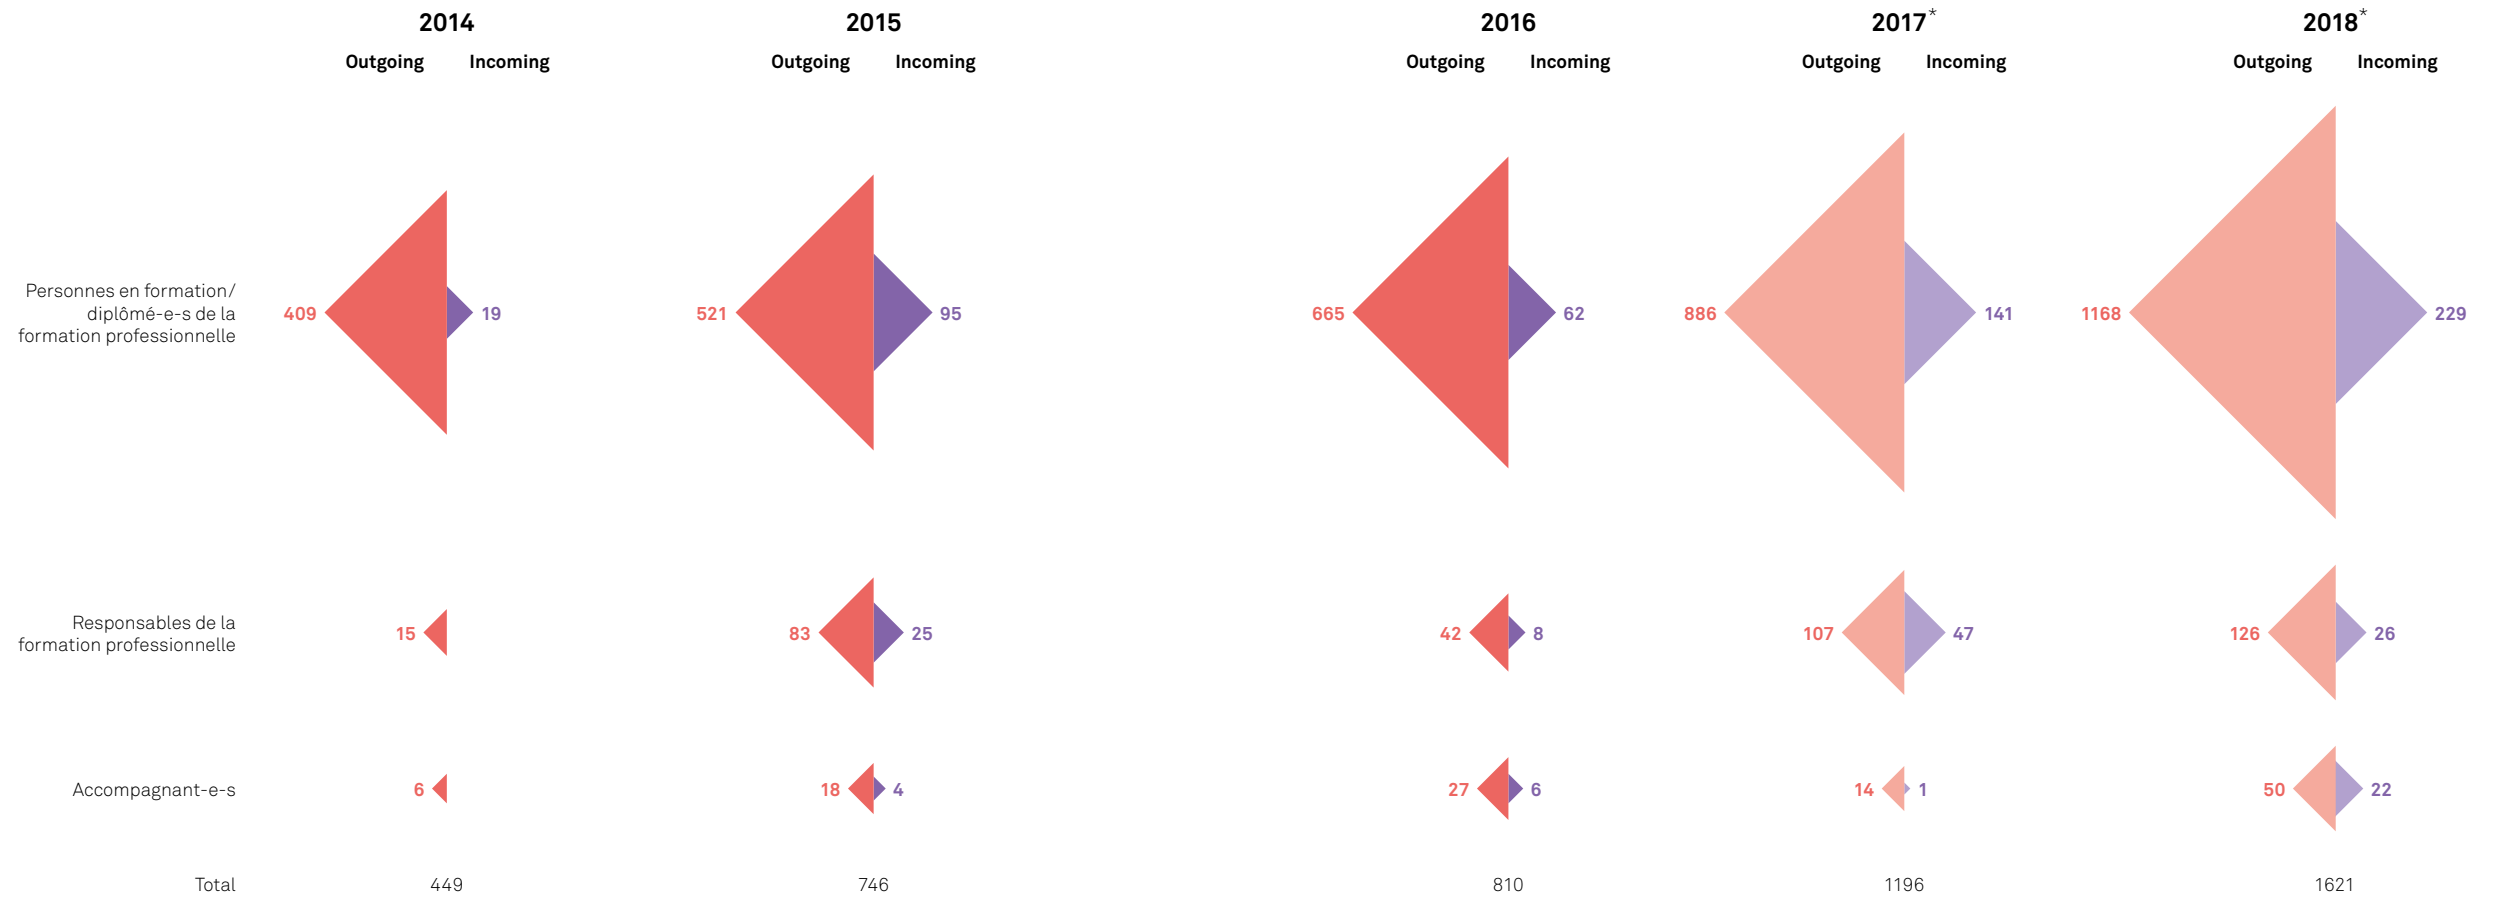 2014 2015 2016 2017* 2018*
Outgoing Incoming Outgoing Incoming Outgoing Incoming Outgoing Incoming Outgoing Incoming
Personnes en formation/
diplômé-e-s de la
formation professionnelle
409 19 521 95 665 62 886 141 1168 229
Responsables de la
formation professionnelle
15 83 25 42 8 107 47 126 26
Accompagnant-e-s 6 18 4 27 6 14 1 50 22
Total 449 746 810 1196 1621